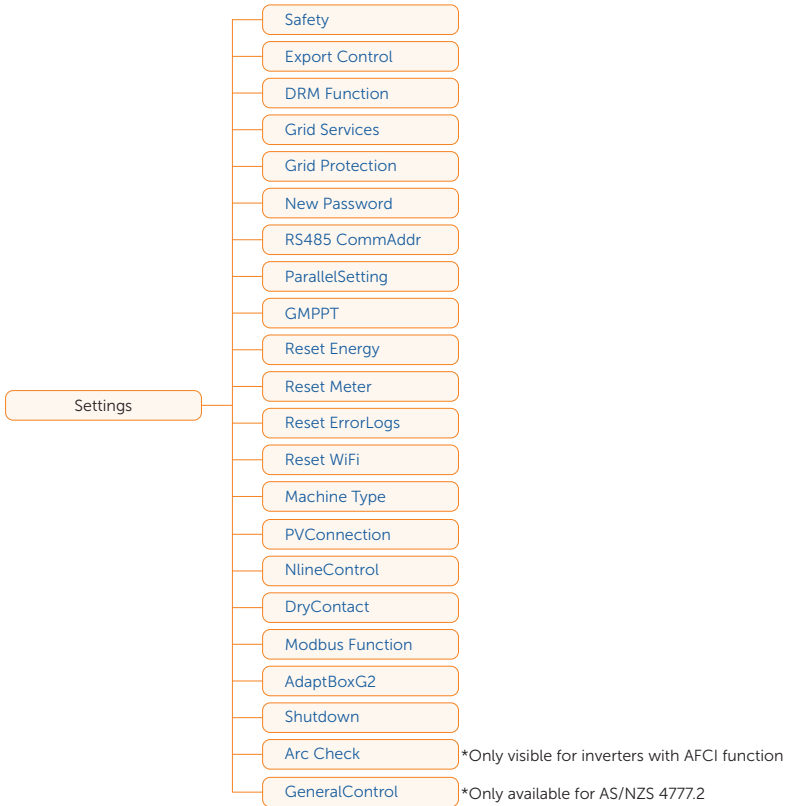 Safety
Export Control
DRM Function
Grid Services
Grid Protection
New Password
RS485 CommAddr
ParallelSetting
GMPPT
Reset Energy
Reset Meter
Settings
Reset ErrorLogs
Reset WiFi
Machine Type
PVConnection
NlineControl
DryContact
Modbus Function
AdaptBoxG2
Shutdown
Arc Check *Only visible for inverters with AFCI function
GeneralControl *Only available for AS/NZS 4777.2